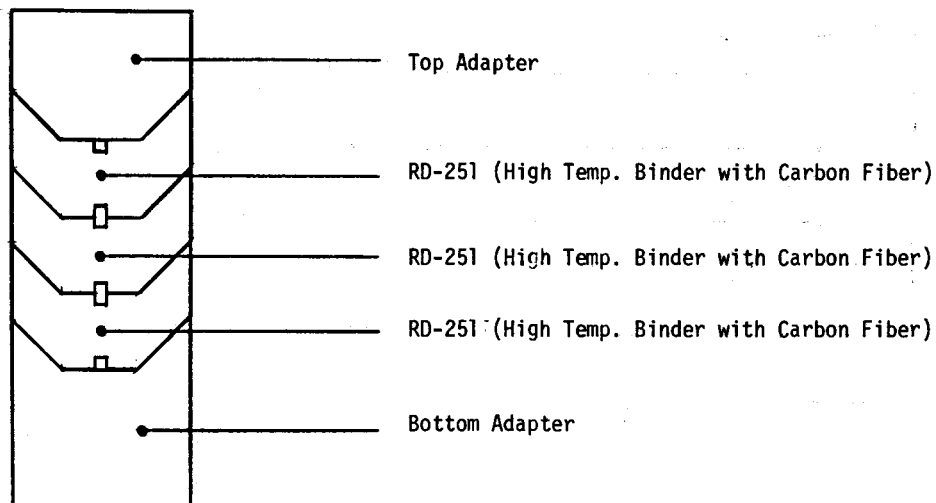 Top Adapter
RD-251 (High Temp. Binder with Carbon Fiber)
RD-251 (High Temp. Binder with Carbon Fiber)
RD-251 (High Temp. Binder with Carbon Fiber)
Bottom Adapter